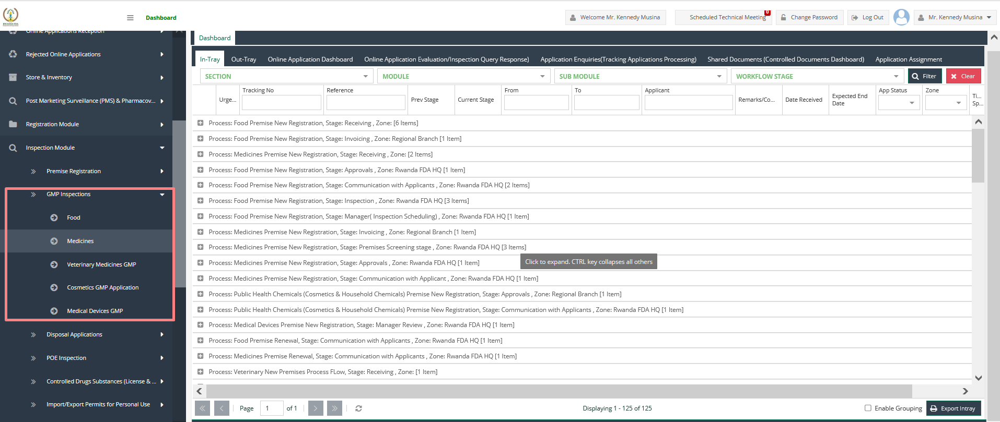 RWANDA FDA
Dashboard
Welcome Mr. Kennedy Musina
Scheduled Technical Meeting
0
Change Password
Log Out
Mr. Kennedy Musina
Online Applications Reception
Rejected Online Applications
Store & Inventory
Post Marketing Surveillance (PMS) & Pharmacov...
Registration Module
Inspection Module
Premise Registration
GMP Inspections
Food
Medicines
Veterinary Medicines GMP
Cosmetics GMP Application
Medical Devices GMP
Disposal Applications
POE Inspection
Controlled Drugs Substances (License & ...
Import/Export Permits for Personal Use
Dashboard
In-Tray Out-Tray Online Application Dashboard Online Application Evaluation/Inspection Query Response) Application Enquiries(Tracking Applications Processing) Shared Documents (Controlled Documents Dashboard) Application Assignment
SECTION MODULE SUB MODULE WORKFLOW STAGE Filter Clear
Urge... Tracking No Reference Prev Stage Current Stage From To Applicant Remarks/Co... Date Received Expected End Date App Status Zone Ti... Sp...
Process: Food Premise New Registration, Stage: Receiving , Zone: [6 Items]
Process: Food Premise New Registration, Stage: Invoicing , Zone: Regional Branch [1 Item]
Process: Medicines Premise New Registration, Stage: Receiving , Zone: [2 Items]
Process: Food Premise New Registration, Stage: Approvals , Zone: Rwanda FDA HQ [1 Item]
Process: Food Premise New Registration, Stage: Communication with Applicants , Zone: Rwanda FDA HQ [2 Items]
Process: Food Premise New Registration, Stage: Inspection , Zone: Rwanda FDA HQ [3 Items]
Process: Food Premise New Registration, Stage: Manager( Inspection Scheduling) , Zone: Rwanda FDA HQ [1 Item]
Process: Medicines Premise New Registration, Stage: Invoicing , Zone: Regional Branch [1 Item]
Process: Medicines Premise New Registration, Stage: Premises Screening stage , Zone: Rwanda FDA HQ [3 Items]
Click to expand. CTRL key collapses all others
Process: Medicines Premise New Registration, Stage: Approvals , Zone: Rwanda FDA HQ [1 Item]
Process: Medicines Premise New Registration, Stage: Communication with Applicant , Zone: Rwanda FDA HQ [1 Item]
Process: Public Health Chemicals (Cosmetics & Household Chemicals) Premise New Registration, Stage: Approvals , Zone: Regional Branch [1 Item]
Process: Public Health Chemicals (Cosmetics & Household Chemicals) Premise New Registration, Stage: Communication with Applicants , Zone: Rwanda FDA HQ [1 Item]
Process: Medical Devices Premise New Registration, Stage: Manager Review , Zone: Rwanda FDA HQ [1 Item]
Process: Food Premise Renewal, Stage: Communication with Applicants , Zone: Rwanda FDA HQ [1 Item]
Process: Medicines Premise Renewal, Stage: Communication with Applicants , Zone: Rwanda FDA HQ [1 Item]
Process: Veterinary New Premises Process FLow, Stage: Receiving , Zone: [1 Item]
Page 1 of 1
Displaying 1 - 125 of 125
Enable Grouping
Export Intray